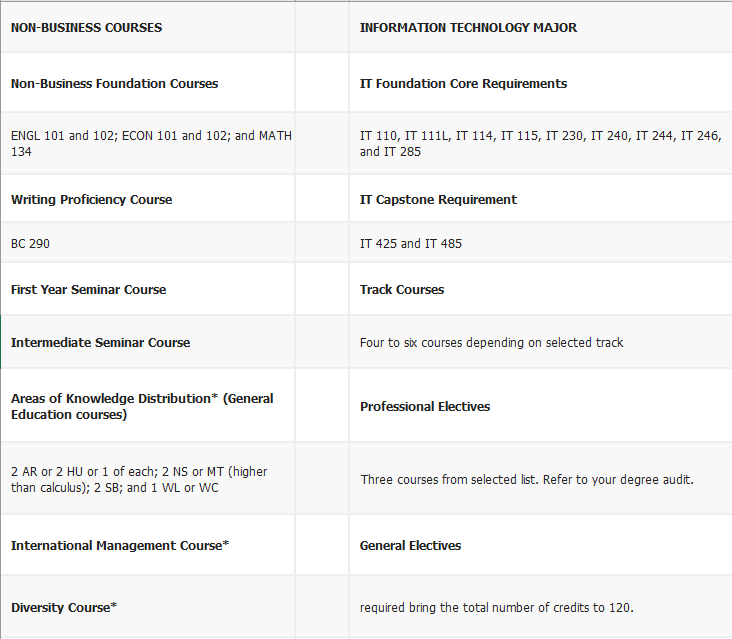 NON-BUSINESS COURSES
INFORMATION TECHNOLOGY MAJOR
Non-Business Foundation Courses
IT Foundation Core Requirements
ENGL 101 and 102; ECON 101 and 102; and MATH
134
IT 110, IT 111L, IT 114, IT 115, IT 230, IT 240, IT 244, IT 246,
and IT 285
Writing Proficiency Course
IT Capstone Requirement
BC 290
IT 425 and IT 485
First Year Seminar Course
Track Courses
Intermediate Seminar Course
Four to six courses depending on selected track
Areas of Knowledge Distribution* (General
Education courses)
Professional Electives
2 AR or 2 HU or 1 of each; 2 NS or MT (higher
than calculus); 2 SB; and 1 WL or WC
Three courses from selected list. Refer to your degree audit.
International Management Course*
General Electives
Diversity Course*
required bring the total number of credits to 120.